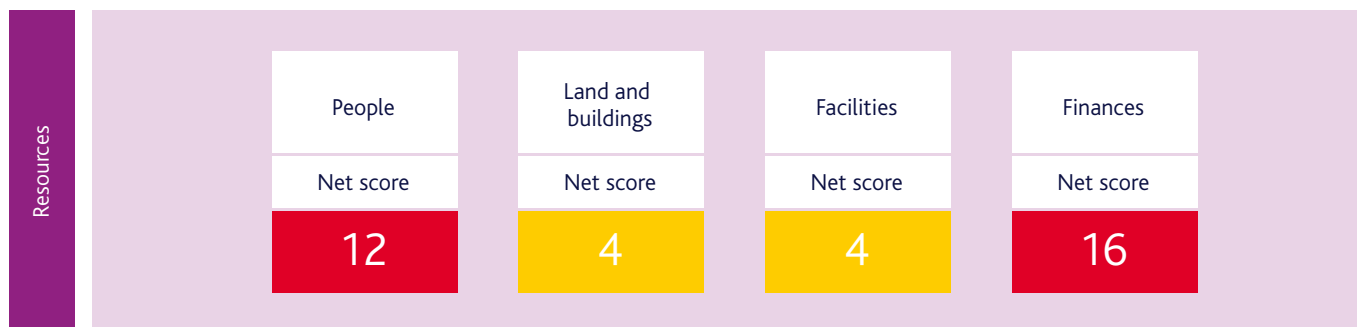 Resources
People
Land and
buildings
Facilities
Finances
Net score
Net score
Net score
Net score
12
4
4
16